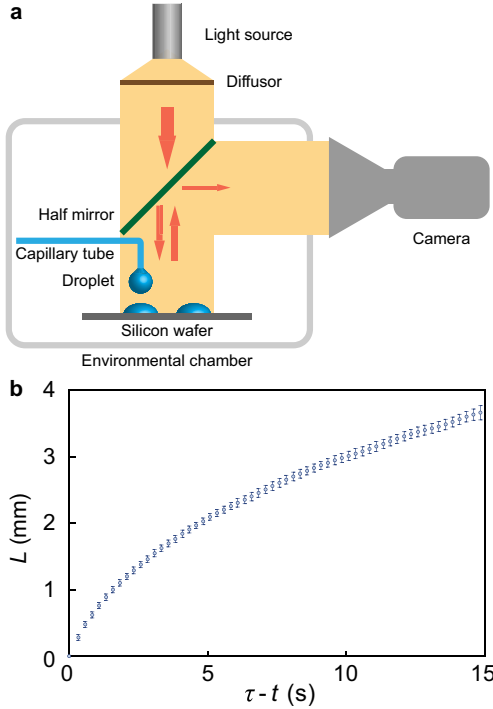 a
Light source
Diffusor
Half mirror
Capillary tube
Camera
Droplet
Silicon wafer
Environmental chamber
b
4
3
2
1
0
L (mm)
0 5 10 15
τ - t (s)